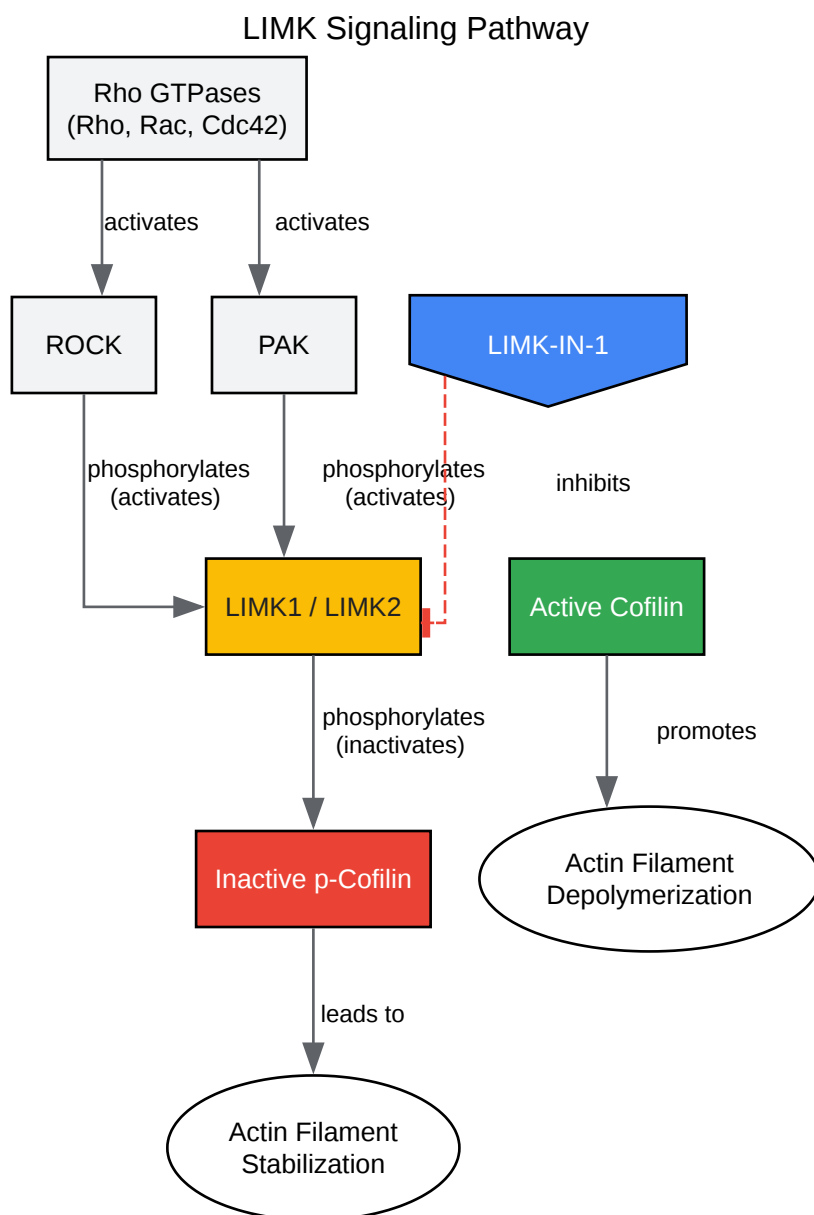 LIMK Signaling Pathway
Rho GTPases
(Rho, Rac, Cdc42)
activates
activates
ROCK
PAK
LIMK-IN-1
phosphorylates
(activates)
phosphorylates
(activates)
inhibits
LIMK1 / LIMK2
Active Cofilin
phosphorylates
(inactivates)
promotes
Inactive p-Cofilin
Actin Filament
Depolymerization
leads to
Actin Filament
Stabilization